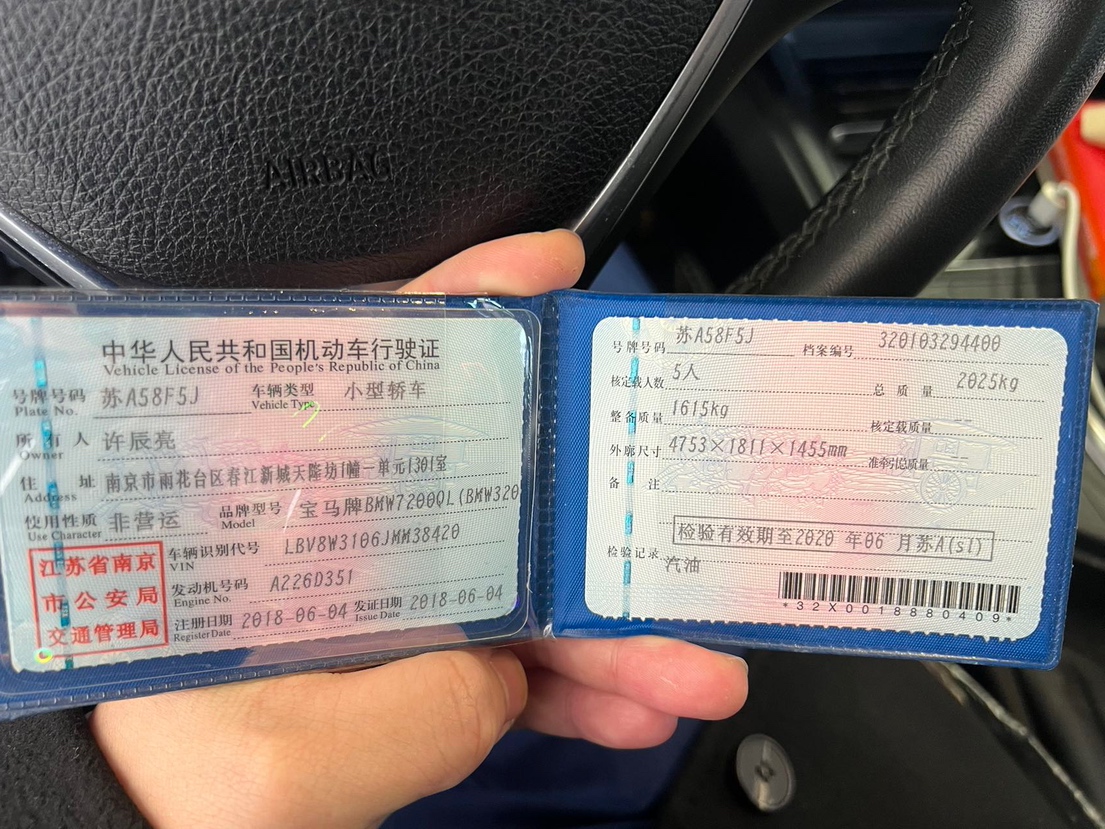 AIRBAG
中华人民共和国机动车行驶证
Vehicle License of the People's Republic of China
号牌号码 苏A58F5J 车辆类型 小型轿车
Plate No. Vehicle Type
所有人 许辰亮
Owner
住址 南京市雨花台区春江新城天隆坊1幢一单元1301室
Address
使用性质 非营运 品牌型号 宝马牌BMW7200QL(BMW320
Use Character Model
江苏省南京
市公安局
交通管理局
车辆识别代号 LBV8W3106JMM38420
VIN
发动机号码 A226D351
Engine No.
注册日期 2018-06-04 发证日期 2018-06-04
Register Date Issue Date
号牌号码 苏A58F5J 档案编号 320103294400
核定载人数 5人 总质量 2025kg
整备质量 1615kg 核定载质量 --
外廓尺寸 4753×1811×1455mm 准牵引总质量 --
备注
检验有效期至2020 年06 月苏A(sl)
检验记录
汽油
*32X0018880409*